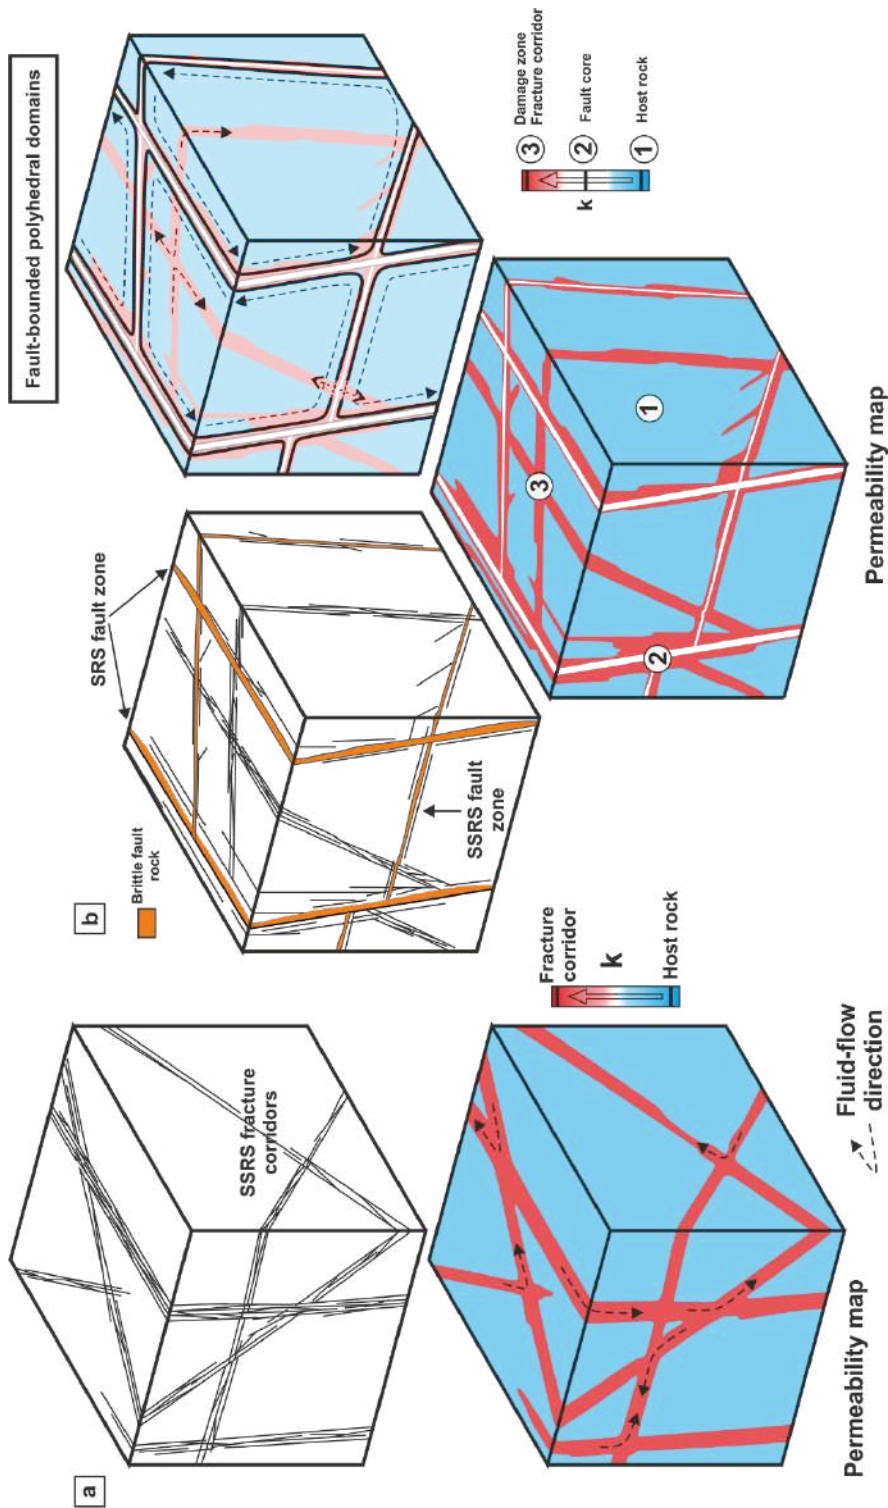 a
SSRS fracture
corridors
Permeability map
Fluid-flow
direction
Fracture
corridor
k
Host rock
b
Brittle fault
rock
SRS fault zone
SSRS fault
zone
Fault-bounded polyhedral domains
1
2
3
Permeability map
k
3
Damage zone
Fracture corridor
2
Fault core
1
Host rock